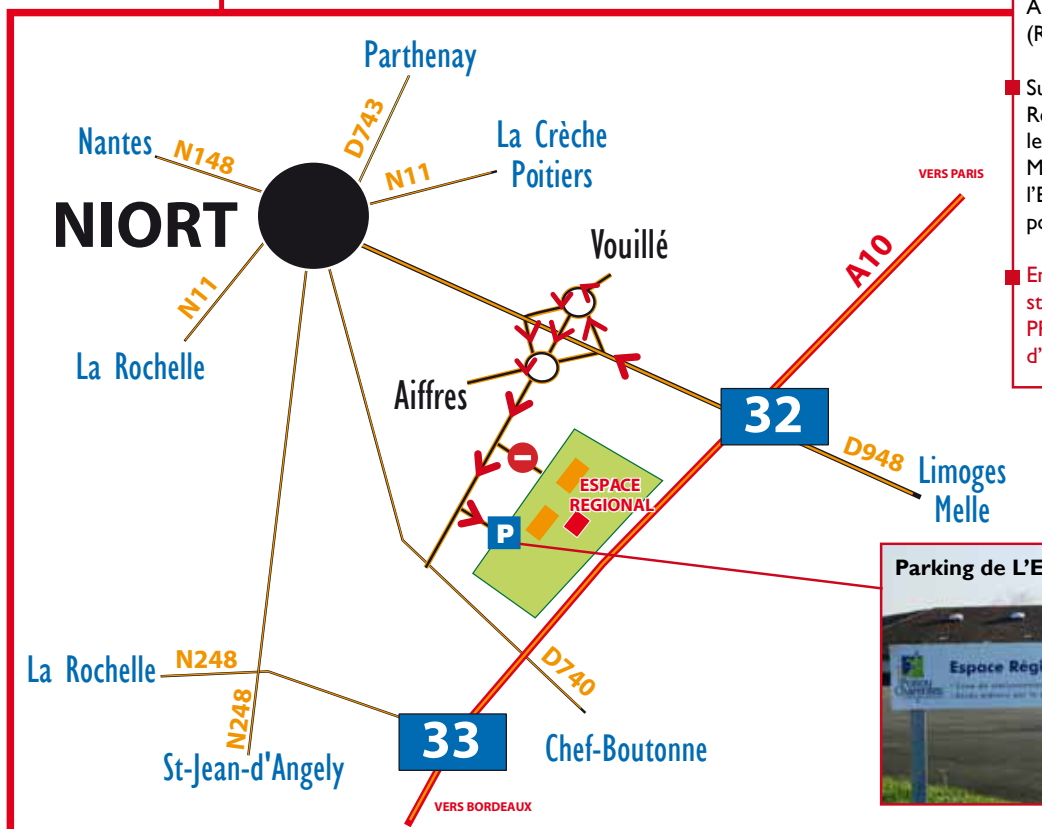 Parthenay
D743
Nantes
N148
La Crèche
Poitiers
N11
NIORT
VERS PARIS
A10
Vouillé
N11
La Rochelle
Aiffres
32
D948
Limoges
Melle
ESPACE
REGIONAL
P
La Rochelle
N248
N248
St-Jean-d'Angely
33
D740
Chef-Boutonne
VERS BORDEAUX
Parking de L'E
Espace Régi
Poitou
Charentes
A
(R
Su
R
le
M
l'E
po
En
st
d'